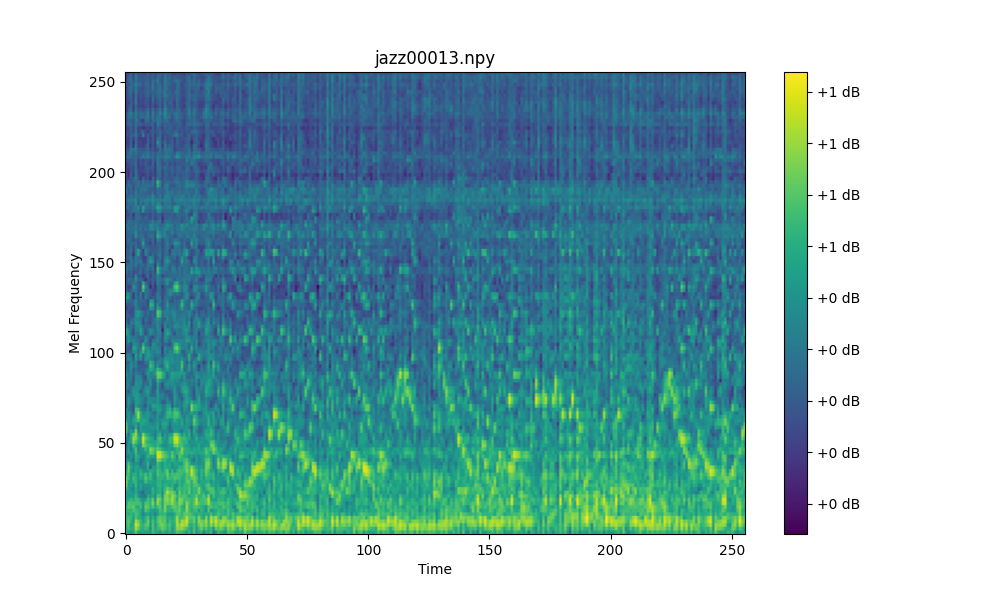 jazz00013.npy
Mel Frequency
250
200
150
100
50
0
0 50 100 150 200 250
Time
+1 dB
+1 dB
+1 dB
+1 dB
+0 dB
+0 dB
+0 dB
+0 dB
+0 dB